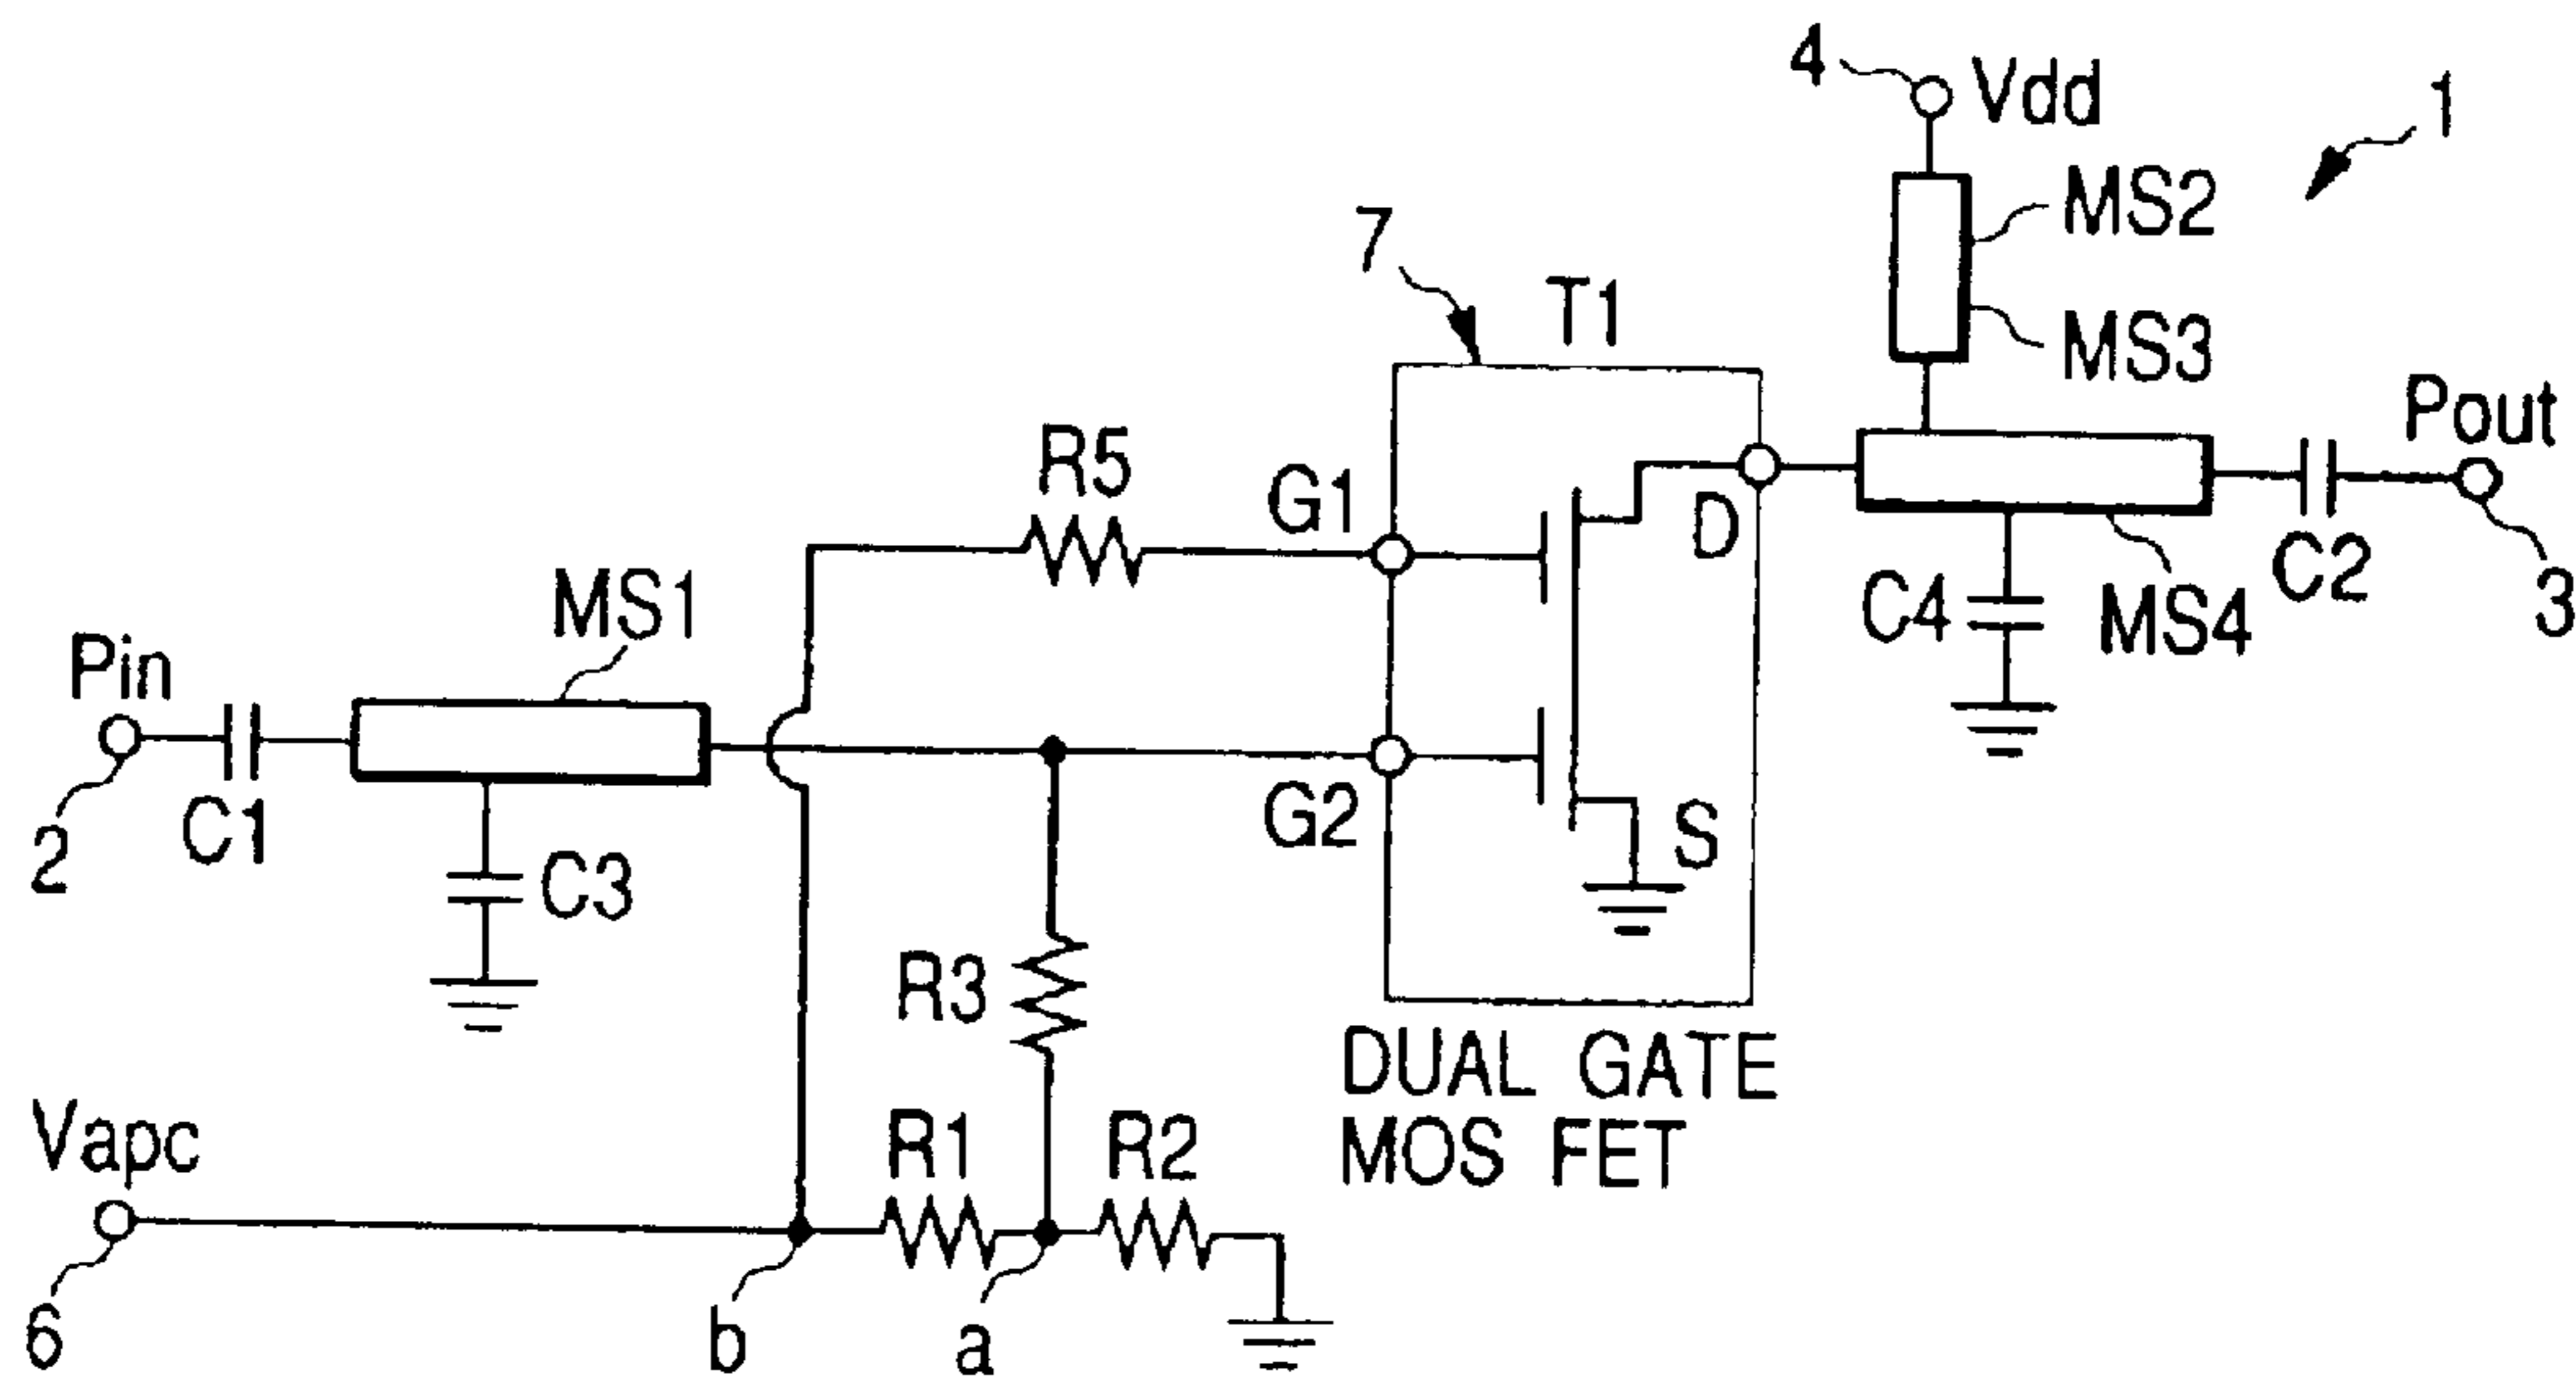 4
Vdd
1
MS2
7
T1
MS3
Pout
R5
G1
D
MS1
C4
MS4
C2
3
Pin
2
C1
C3
G2
S
R3
DUAL GATE
MOS FET
Vapc
R1
R2
6
b
a